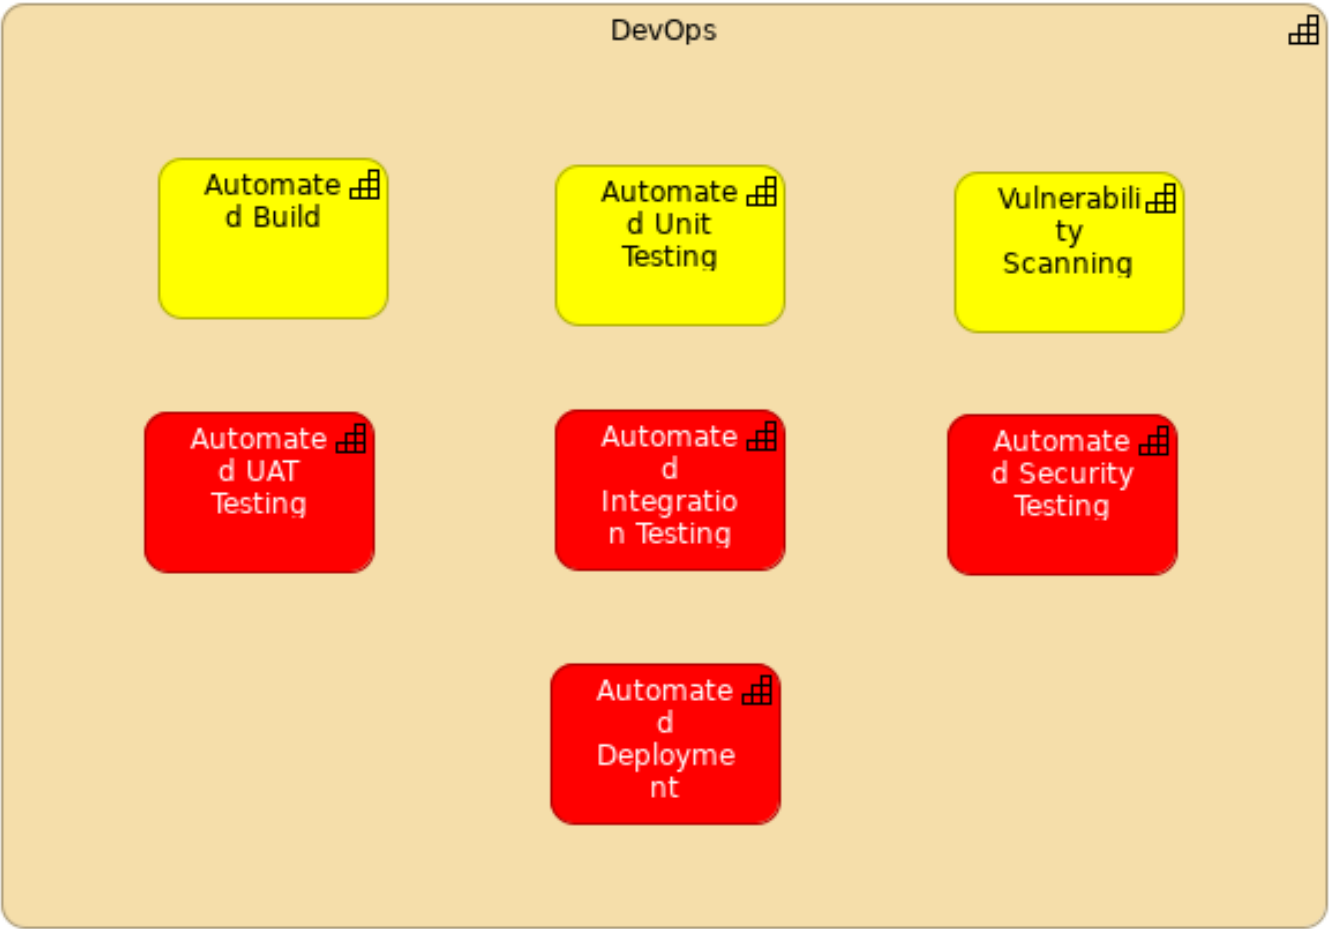 DevOps
Automate
d Build
Automate
d Unit
Testing
Vulnerabili
ty
Scanning
Automate
d UAT
Testing
Automate
d
Integratio
n Testing
Automate
d Security
Testing
Automate
d
Deployme
nt